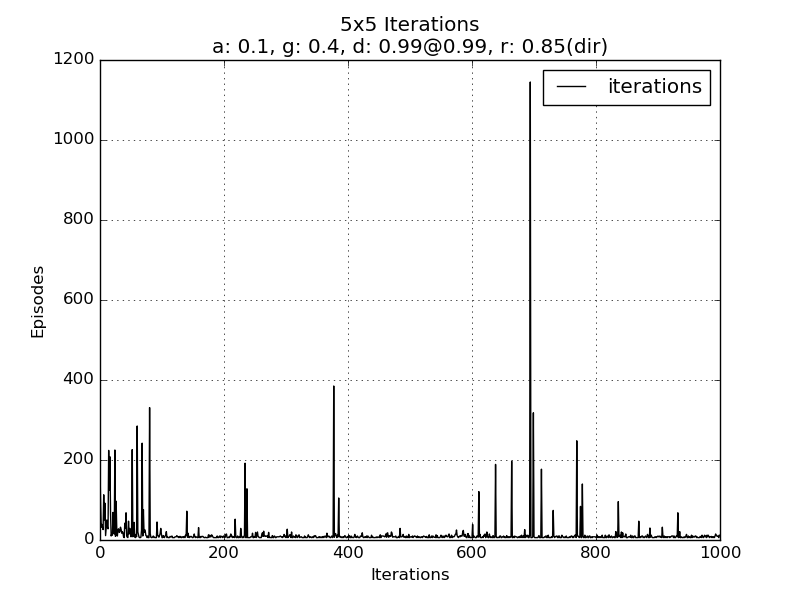 5x5 Iterations
a: 0.1, g: 0.4, d: 0.99@0.99, r: 0.85(dir)
iterations
1200
1000
800
600
400
200
0
Episodes
0 200 400 600 800 1000
Iterations